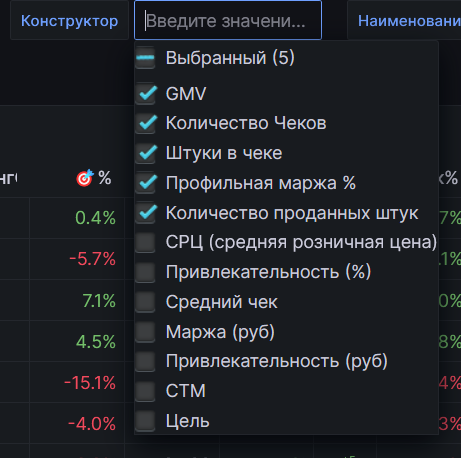 Конструктор
Введите значени...
Наименовани
Выбранный (5)
GMV
Количество Чеков
Штуки в чеке
нг
%
к%
Профильная маржа %
0.4%
Количество проданных штук
7%
-5.7%
СРЦ (средняя розничная цена)
.1%
Привлекательность (%)
7.1%
Средний чек
0%
4.5%
Маржа (руб)
8%
Привлекательность (руб)
-15.1%
СТМ
4%
-4.0%
Цель
3%